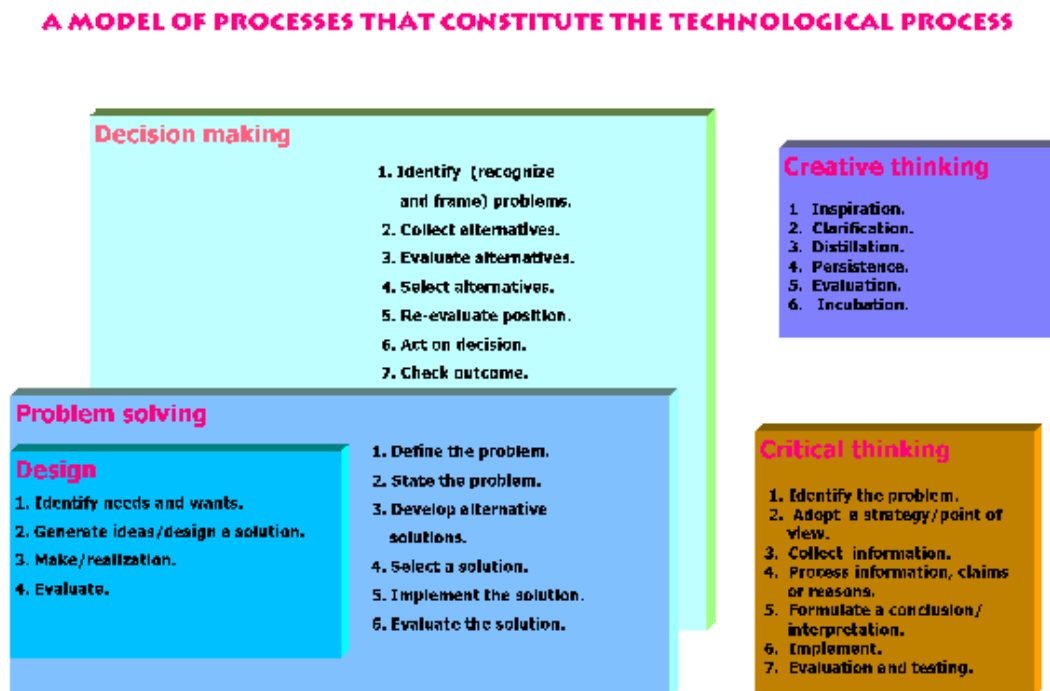 A MODEL OF PROCESSES THAT CONSTITUTE THE TECHNOLOGICAL PROCESS
Decision making
1. Identify (recognize
and frame) problems.
2. Collect alternatives.
3. Evaluate alternatives.
4. Select alternatives.
5. Re-evaluate position.
6. Act on decision.
7. Check outcome.
Creative thinking
1 Inspiration.
2. Clarification.
3. Distillation.
4. Persistence.
5. Evaluation.
6. Incubation.
Problem solving
1. Define the problem.
2. State the problem.
3. Develop alternative
solutions.
4. Select a solution.
5. Implement the solution.
6. Evaluate the solution.
Design
1. Identify needs and wants.
2. Generate ideas/design a solution.
3. Make/realization.
4. Evaluate.
Critical thinking
1. Identify the problem.
2. Adopt a strategy/point of
view.
3. Collect information.
4. Process information, claims
or reasons.
5. Formulate a conclusion/
interpretation.
6. Implement.
7. Evaluation and testing.